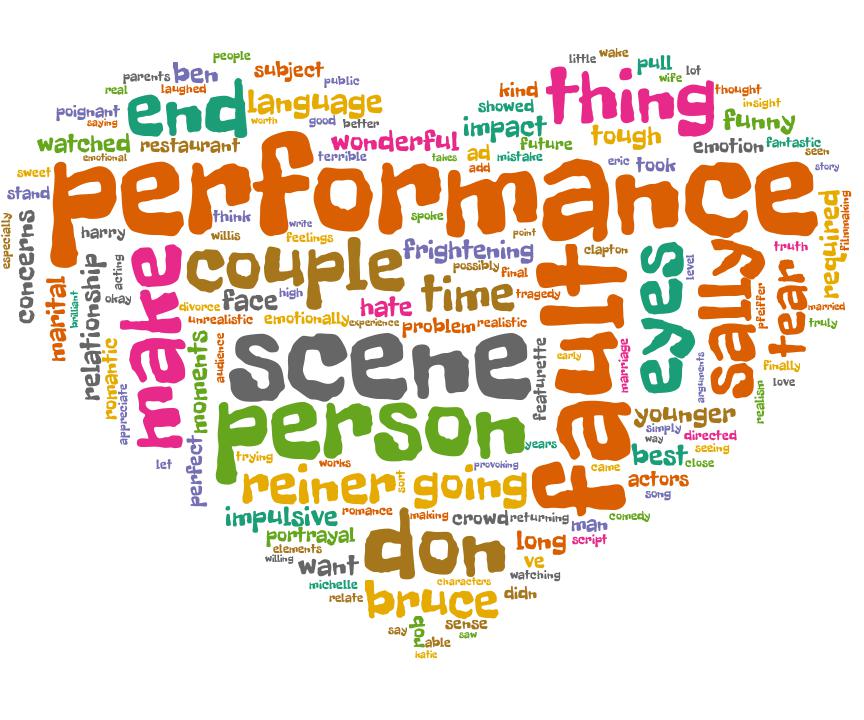 people
little
wake
parents
ben
subject
pull
lot
real
laughed
public
kind
thing
wife
thought
end
language
showed
insight
poignant
saying
worth
good
better
impact
funny
watched
restaurant
wonderful
future
tough
emotion
fantastic
emotional
terrible
takes
ad
mistake
eric
took
seen
sweet
add
story
stand
performance
required
filmmaking
especially
concerns
think
write
spoke
harry
willis
feelings
point
truth
relationship
acting
make
couple
frightening
clapton
fault
eyes
level
sally
tear
marital
brilliant
okay
possibly
final
divorce
face
high
hate
time
tragedy
pfeiffer
married
unrealistic
emotionally
experience
problem
realistic
truly
romantic
appreciate
moments
audience
scene
featurette
early
marriage
arguments
finally
love
realism
person
younger
simply
directed
way
let
perfect
trying
works
years
provoking
came
best
seeing
close
reiner
sort
going
actors
song
impulsive
romance
making
crowd
returning
man
comedy
portrayal
don
long
script
elements
willing
want
ve
watching
michelle
characters
relate
bruce
didn
say
rob
sense
saw
able
katie